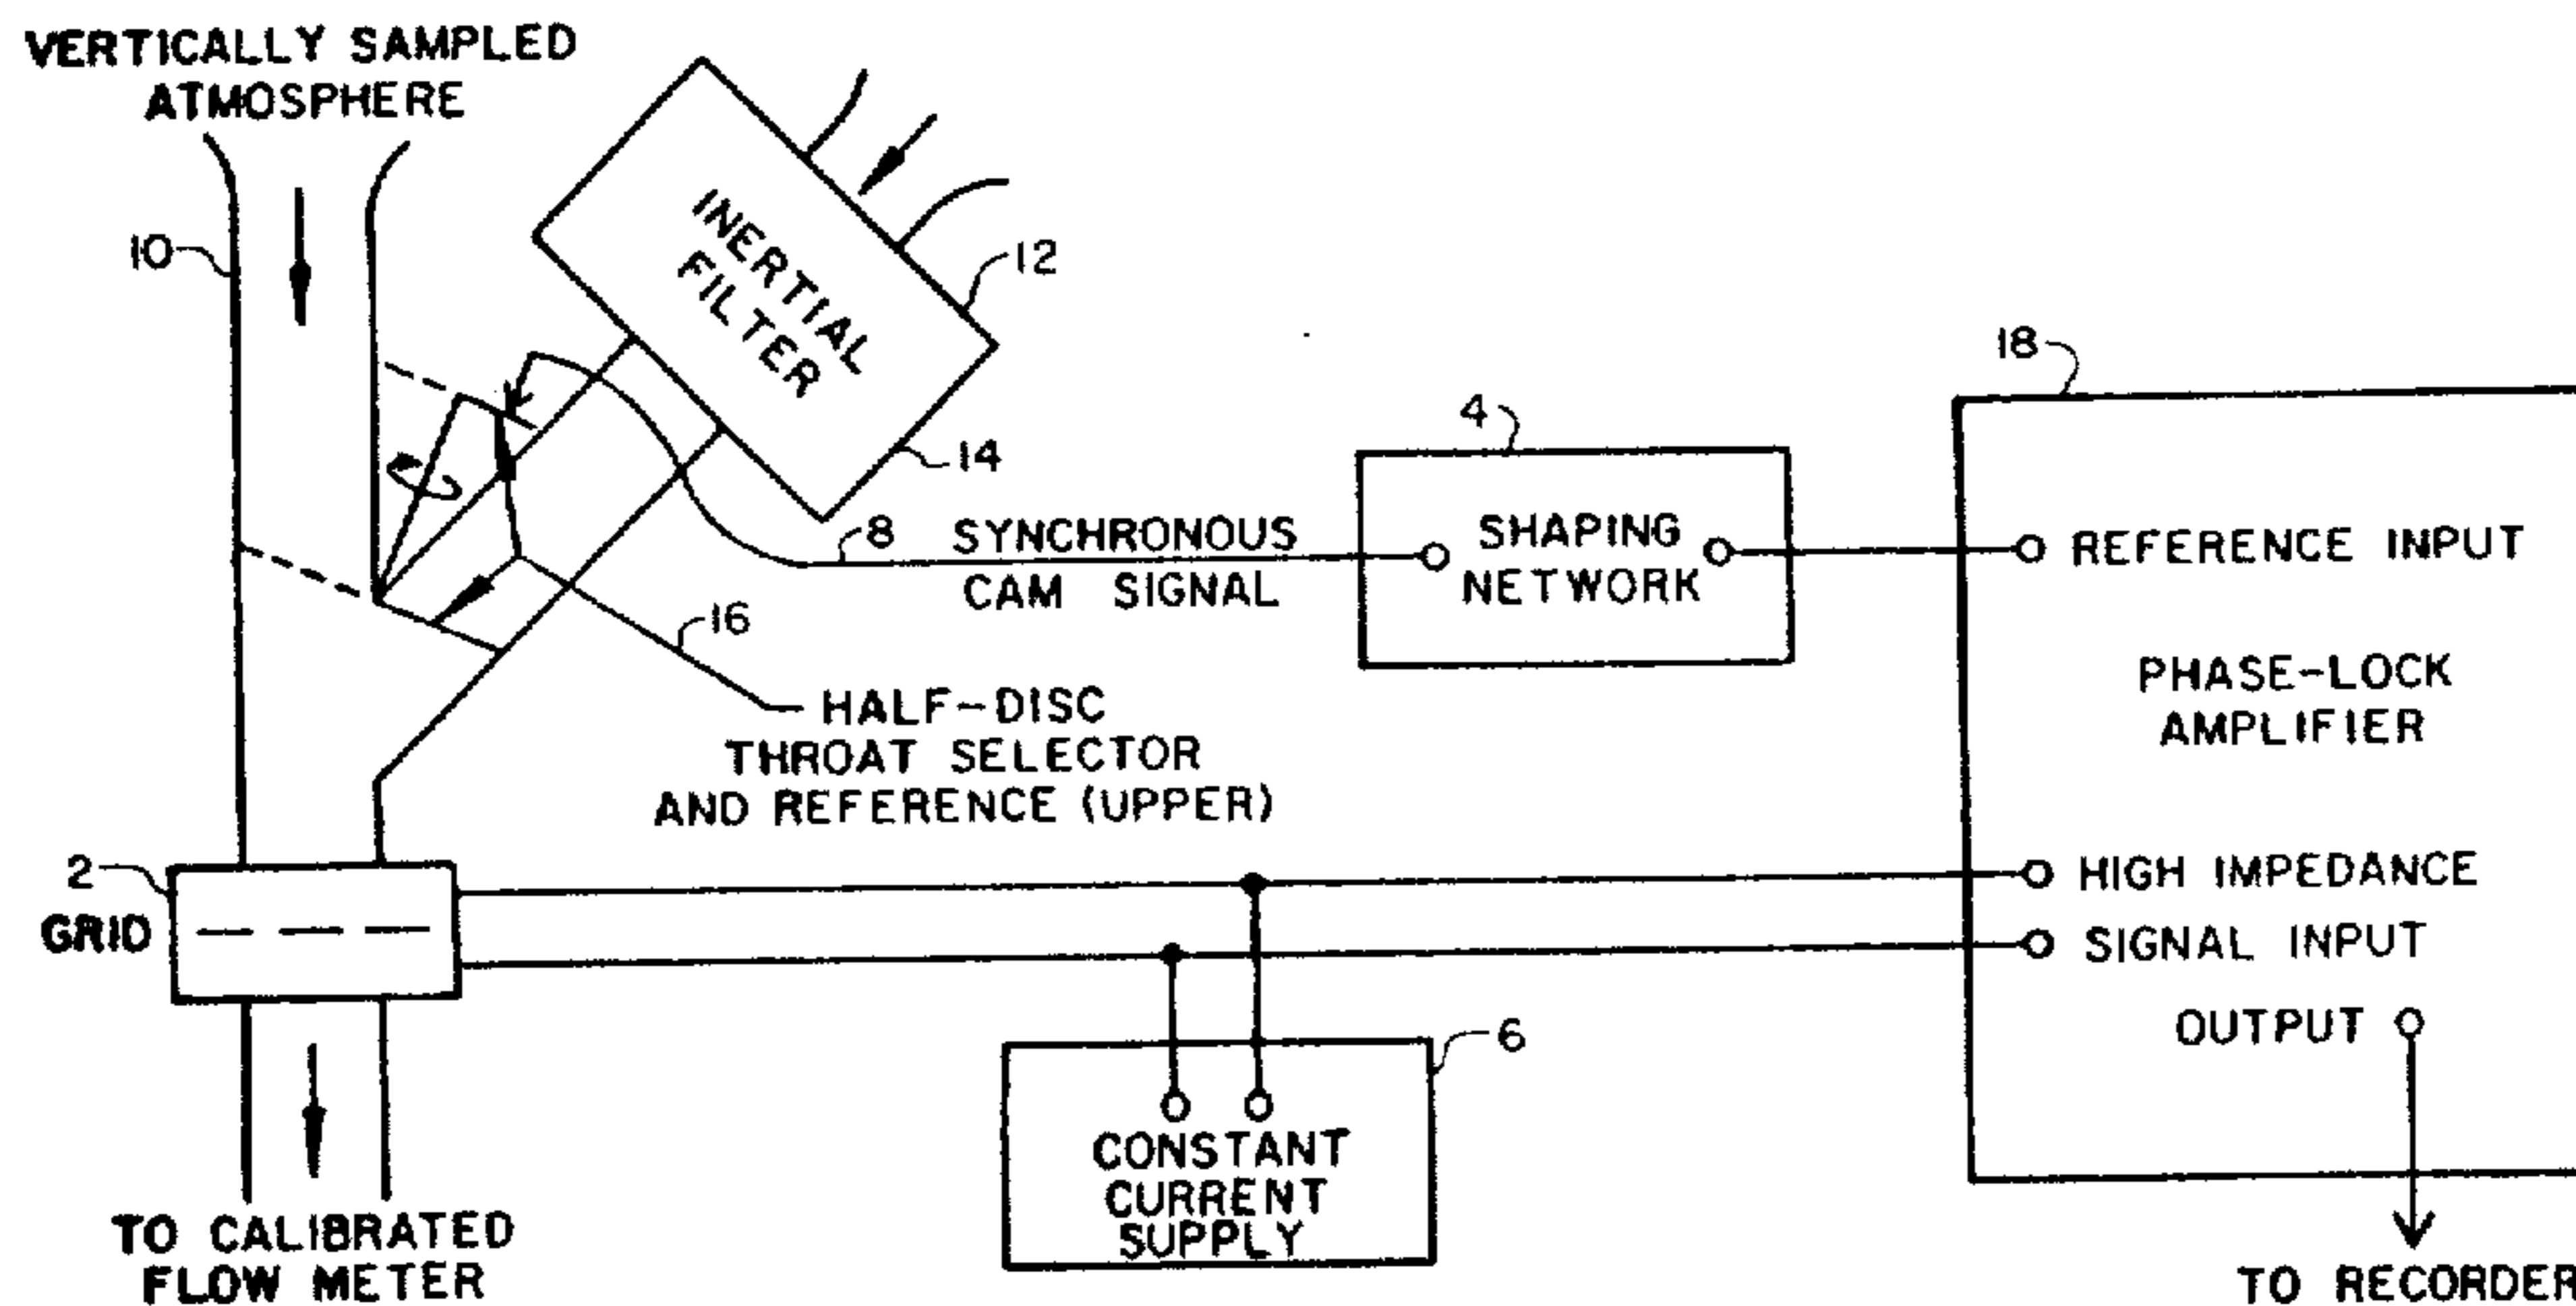 VERTICALLY SAMPLED
ATMOSPHERE
10
INERTIAL
FILTER
12
14
18
4
8
SYNCHRONOUS
CAM SIGNAL
SHAPING
NETWORK
REFERENCE INPUT
16
PHASE-LOCK
AMPLIFIER
HALF-DISC
THROAT SELECTOR
AND REFERENCE (UPPER)
2
GRID
HIGH IMPEDANCE
SIGNAL INPUT
OUTPUT
6
CONSTANT
CURRENT
SUPPLY
TO CALIBRATED
FLOW METER
TO RECORDER